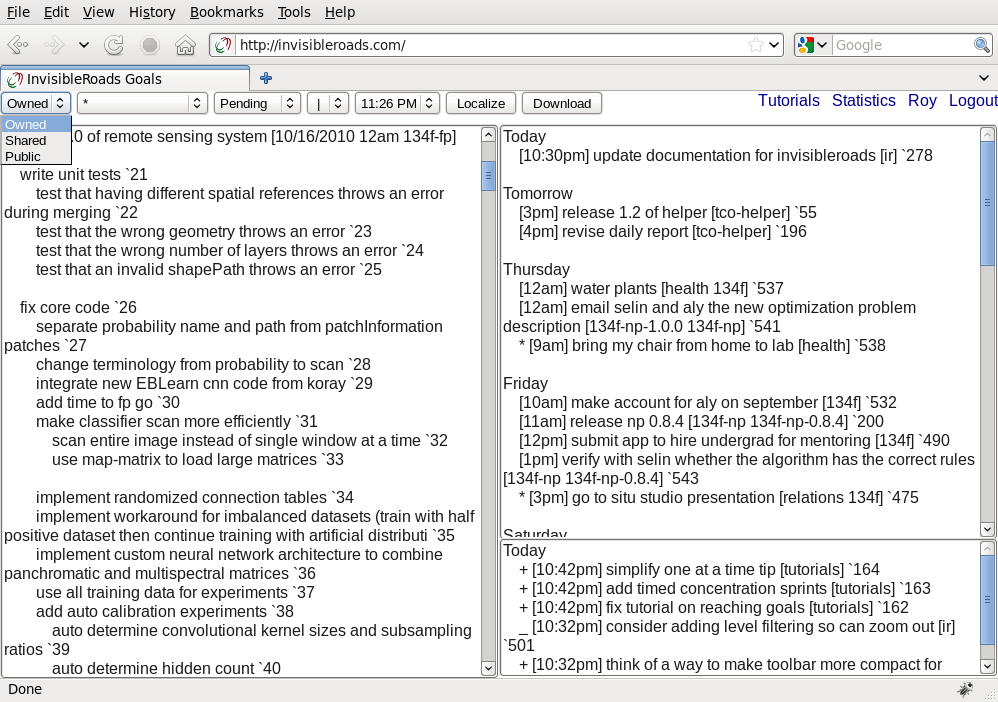 File Edit View History Bookmarks Tools Help
http://invisibleroads.com/ Google
InvisibleRoads Goals
Owned * Pending | 11:26 PM Localize Download Tutorials Statistics Roy Logout
Owned
Shared
Public
.0 of remote sensing system [10/16/2010 12am 134f-fp]
write unit tests `21
test that having different spatial references throws an error
during merging `22
test that the wrong geometry throws an error `23
test that the wrong number of layers throws an error `24
test that an invalid shapePath throws an error `25
fix core code `26
separate probability name and path from patchInformation
patches `27
change terminology from probability to scan `28
integrate new EBLearn cnn code from koray `29
add time to fp go `30
make classifier scan more efficiently `31
scan entire image instead of single window at a time `32
use map-matrix to load large matrices `33
implement randomized connection tables `34
implement workaround for imbalanced datasets (train with half
positive dataset then continue training with artificial distributi `35
implement custom neural network architecture to combine
panchromatic and multispectral matrices `36
use all training data for experiments `37
add auto calibration experiments `38
auto determine convolutional kernel sizes and subsampling
ratios `39
auto determine hidden count `40
Today
[10:30pm] update documentation for invisibleroads [ir] `278
Tomorrow
[3pm] release 1.2 of helper [tco-helper] `55
[4pm] revise daily report [tco-helper] `196
Thursday
[12am] water plants [health 134f] `537
[12am] email selin and aly the new optimization problem
description [134f-np-1.0.0 134f-np] `541
* [9am] bring my chair from home to lab [health] `538
Friday
[10am] make account for aly on september [134f] `532
[11am] release np 0.8.4 [134f-np 134f-np-0.8.4] `200
[12pm] submit app to hire undergrad for mentoring [134f] `490
[1pm] verify with selin whether the algorithm has the correct rules
[134f-np 134f-np-0.8.4] `543
* [3pm] go to situ studio presentation [relations 134f] `475
Saturday
Today
+ [10:42pm] simplify one at a time tip [tutorials] `164
+ [10:42pm] add timed concentration sprints [tutorials] `163
+ [10:42pm] fix tutorial on reaching goals [tutorials] `162
_ [10:32pm] consider adding level filtering so can zoom out [ir]
`501
+ [10:32pm] think of a way to make toolbar more compact for
Done